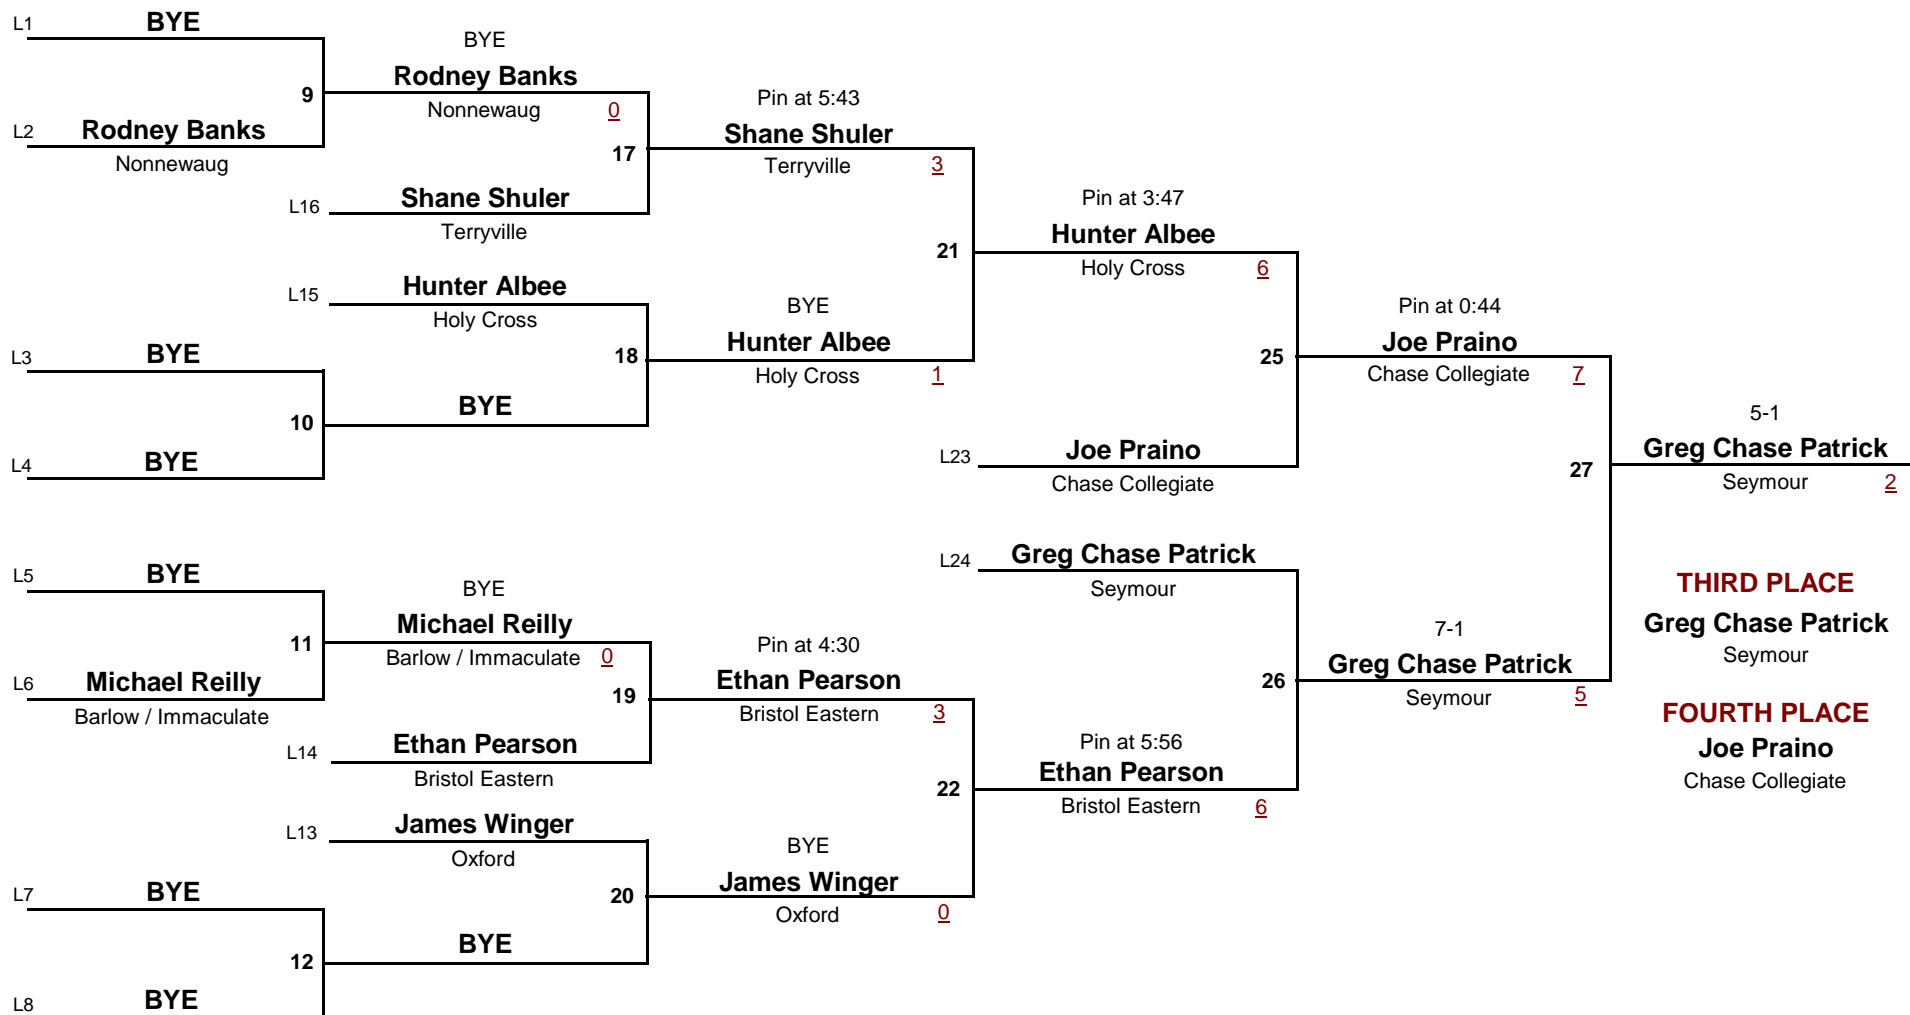 L1 BYE
9
L2 Rodney Banks
Nonnewaug
BYE
Rodney Banks
Nonnewaug 0
17
L16 Shane Shuler
Terryville
Pin at 5:43
Shane Shuler
Terryville 3
21
L15 Hunter Albee
Holy Cross
18
L3 BYE
10
L4 BYE
BYE
BYE
Hunter Albee
Holy Cross 1
Pin at 3:47
Hunter Albee
Holy Cross 6
25
L23 Joe Praino
Chase Collegiate
Pin at 0:44
Joe Praino
Chase Collegiate 7
27
5-1
Greg Chase Patrick
Seymour 2
L5 BYE
11
L6 Michael Reilly
Barlow / Immaculate
BYE
Michael Reilly
Barlow / Immaculate 0
19
L14 Ethan Pearson
Bristol Eastern
Pin at 4:30
Ethan Pearson
Bristol Eastern 3
22
L13 James Winger
Oxford
20
L7 BYE
12
L8 BYE
BYE
BYE
James Winger
Oxford 0
L24 Greg Chase Patrick
Seymour
26
Pin at 5:56
Ethan Pearson
Bristol Eastern 6
7-1
Greg Chase Patrick
Seymour 5
THIRD PLACE
Greg Chase Patrick
Seymour
FOURTH PLACE
Joe Praino
Chase Collegiate